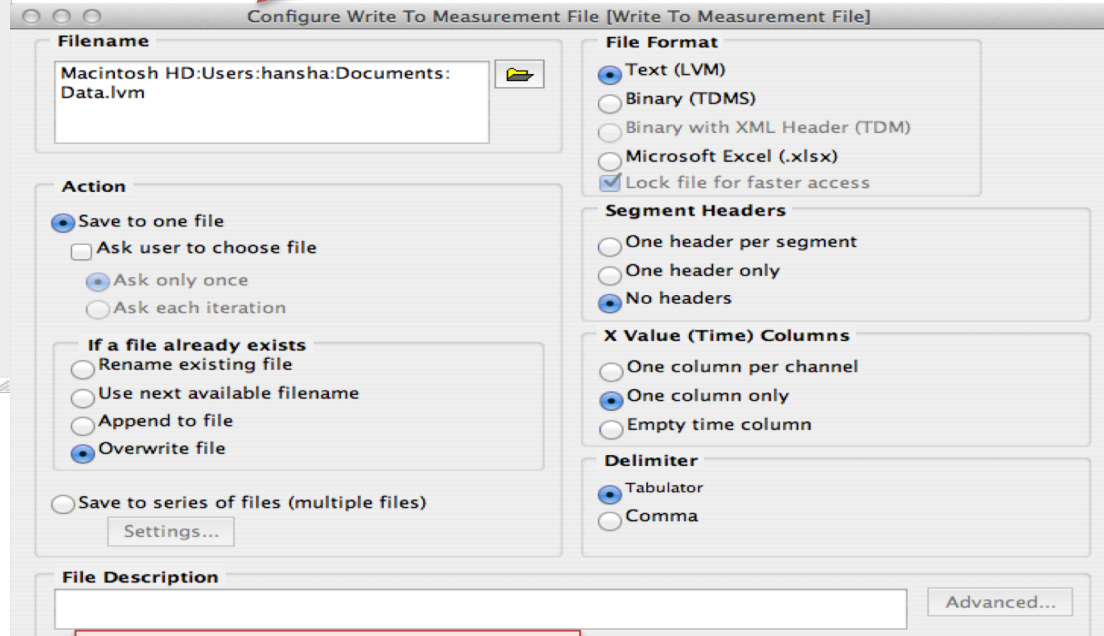 Configure Write To Measurement File [Write To Measurement File]
Filename
Macintosh HD:Users:hansha:Documents:
Data.lvm
Action
Save to one file
Ask user to choose file
Ask only once
Ask each iteration
If a file already exists
Rename existing file
Use next available filename
Append to file
Overwrite file
Save to series of files (multiple files)
Settings...
File Format
Text (LVM)
Binary (TDMS)
Binary with XML Header (TDM)
Microsoft Excel (.xlsx)
Lock file for faster access
Segment Headers
One header per segment
One header only
No headers
X Value (Time) Columns
One column per channel
One column only
Empty time column
Delimiter
Tabulator
Comma
File Description
Advanced...